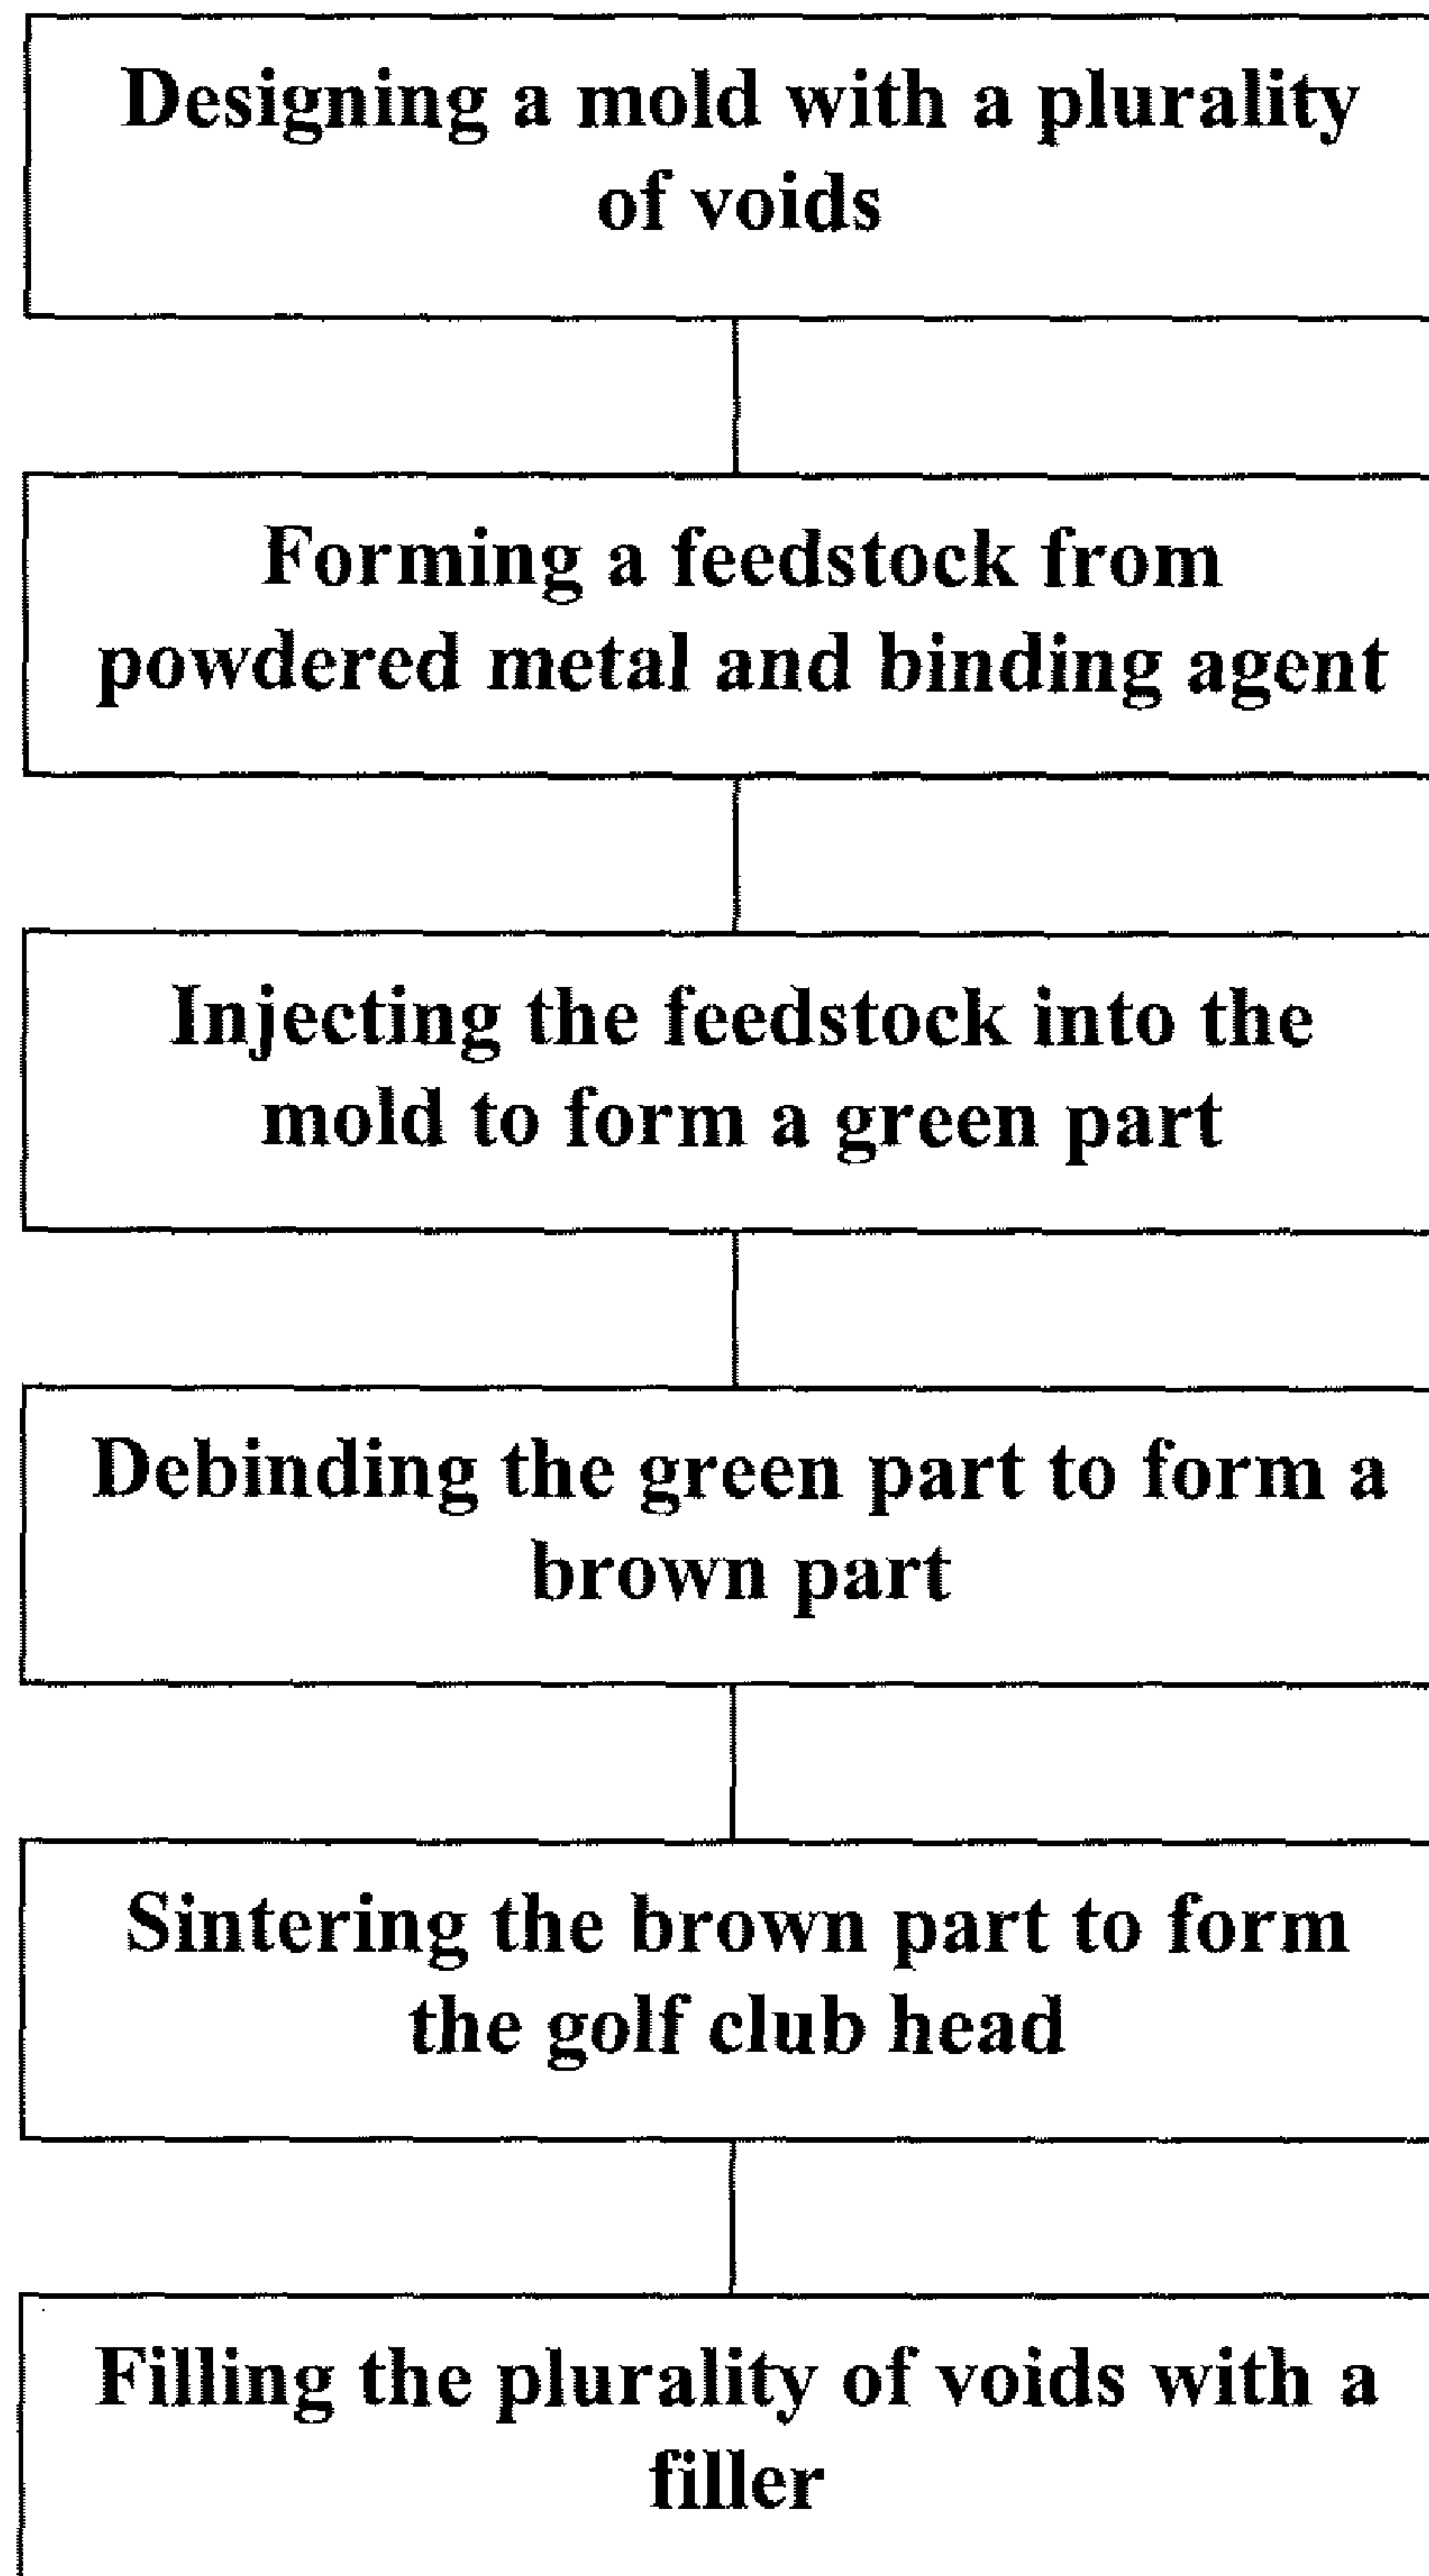 Designing a mold with a plurality
of voids
Forming a feedstock from
powdered metal and binding agent
Injecting the feedstock into the
mold to form a green part
Debinding the green part to form a
brown part
Sintering the brown part to form
the golf club head
Filling the plurality of voids with a
filler